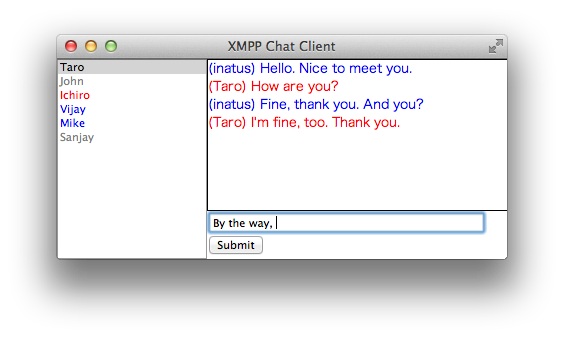 XMPP Chat Client
Taro
John
Ichiro
Vijay
Mike
Sanjay
(inatus) Hello. Nice to meet you.
(Taro) How are you?
(inatus) Fine, thank you. And you?
(Taro) I'm fine, too. Thank you.
By the way,
Submit